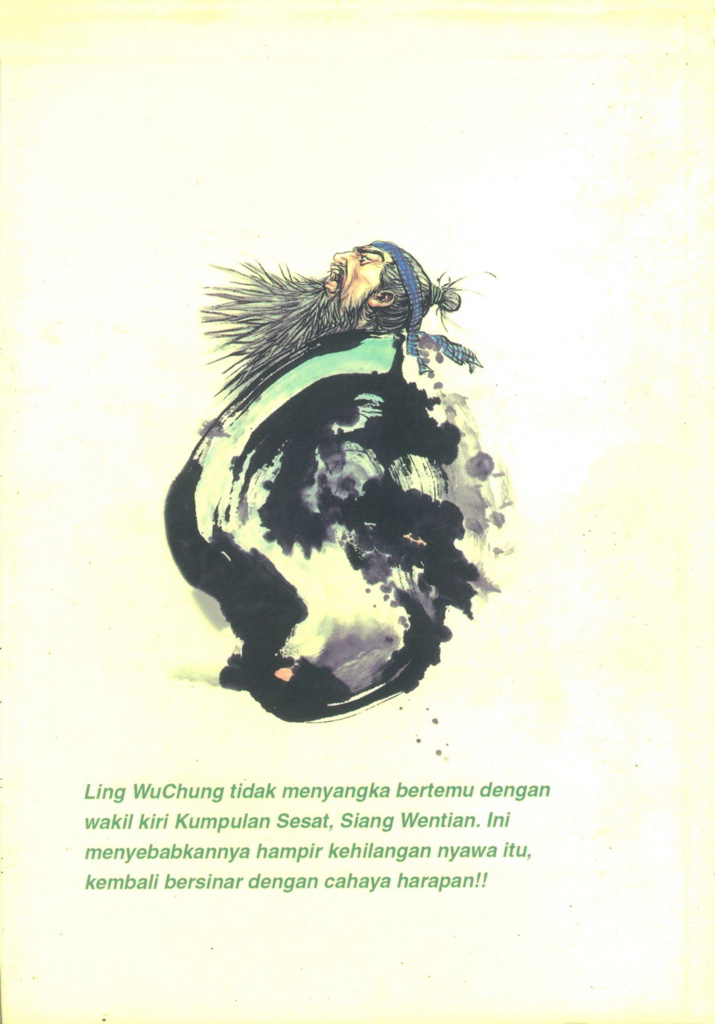 Ling WuChung tidak menyangka bertemu dengan
wakil kiri Kumpulan Sesat, Siang Wentian. Ini
menyebabkannya hampir kehilangan nyawa itu,
kembali bersinar dengan cahaya harapan!!